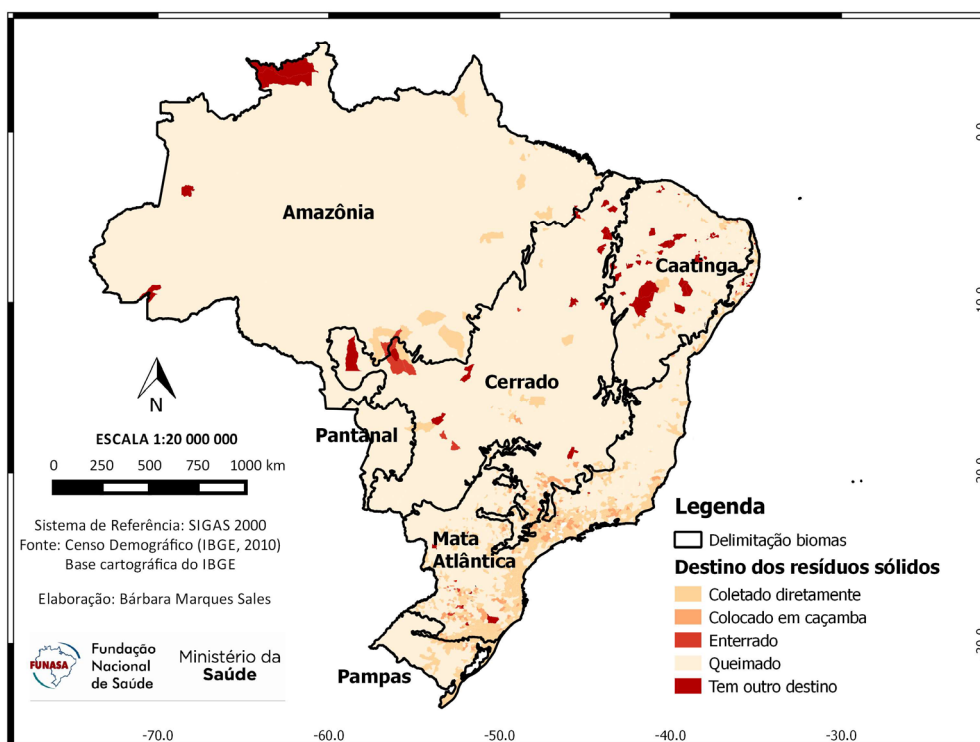 Amazônia
Caatinga
Cerrado
Pantanal
Mata
Atlântica
Pampas
N
ESCALA 1:20 000 000
0 250 500 750 1000 km
Sistema de Referência: SIGAS 2000
Fonte: Censo Demográfico (IBGE, 2010)
Base cartográfica do IBGE
Elaboração: Bárbara Marques Sales
FUNASA
Fundação
Nacional
de Saúde
Ministério da
Saúde
Legenda
Delimitação biomas
Destino dos resíduos sólidos
Coletado diretamente
Colocado em caçamba
Enterrado
Queimado
Tem outro destino
-70.0 -60.0 -50.0 -40.0 -30.0